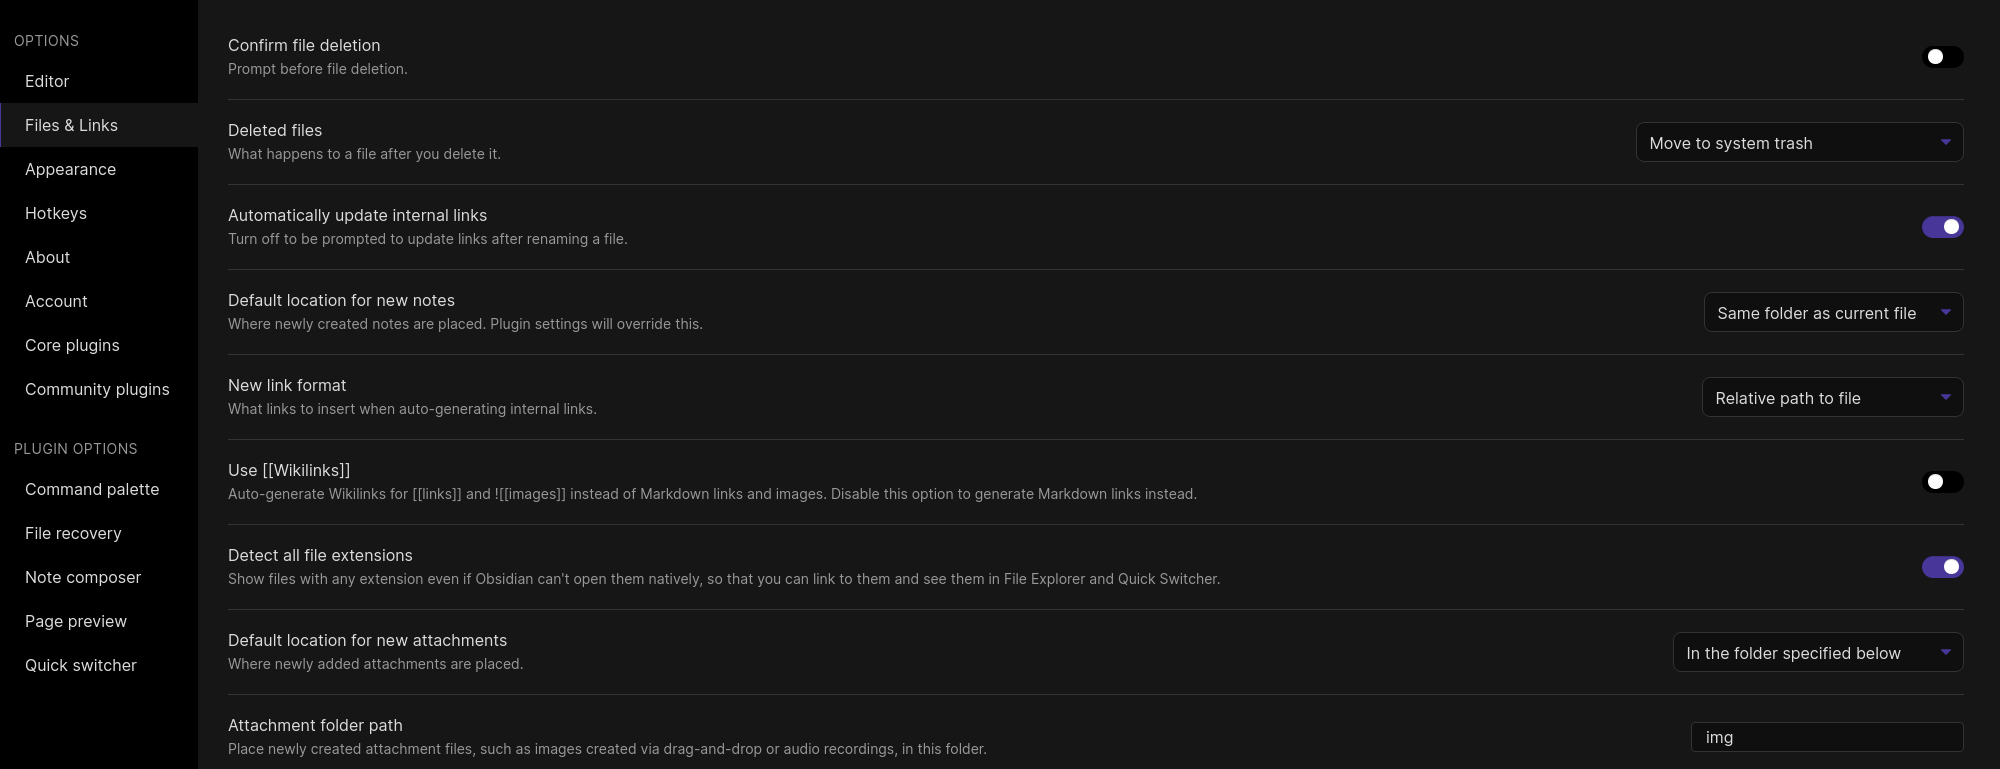 OPTIONS
Editor
Files & Links
Appearance
Hotkeys
About
Account
Core plugins
Community plugins
PLUGIN OPTIONS
Command palette
File recovery
Note composer
Page preview
Quick switcher
Confirm file deletion
Prompt before file deletion.
Deleted files
What happens to a file after you delete it.
Move to system trash
Automatically update internal links
Turn off to be prompted to update links after renaming a file.
Default location for new notes
Where newly created notes are placed. Plugin settings will override this.
Same folder as current file
New link format
What links to insert when auto-generating internal links.
Relative path to file
Use [[Wikilinks]]
Auto-generate Wikilinks for [[links]] and ![[images]] instead of Markdown links and images. Disable this option to generate Markdown links instead.
Detect all file extensions
Show files with any extension even if Obsidian can't open them natively, so that you can link to them and see them in File Explorer and Quick Switcher.
Default location for new attachments
Where newly added attachments are placed.
In the folder specified below
Attachment folder path
Place newly created attachment files, such as images created via drag-and-drop or audio recordings, in this folder.
img